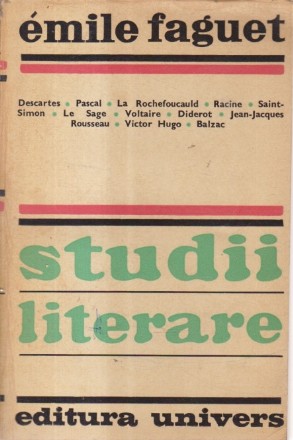 émile faguet
Descartes • Pascal • La Rochefoucauld • Racine • Saint-
Simon • Le Sage • Voltaire • Diderot • Jean-Jacques
Rousseau • Victor Hugo • Balzac
studii
literare
editura univers